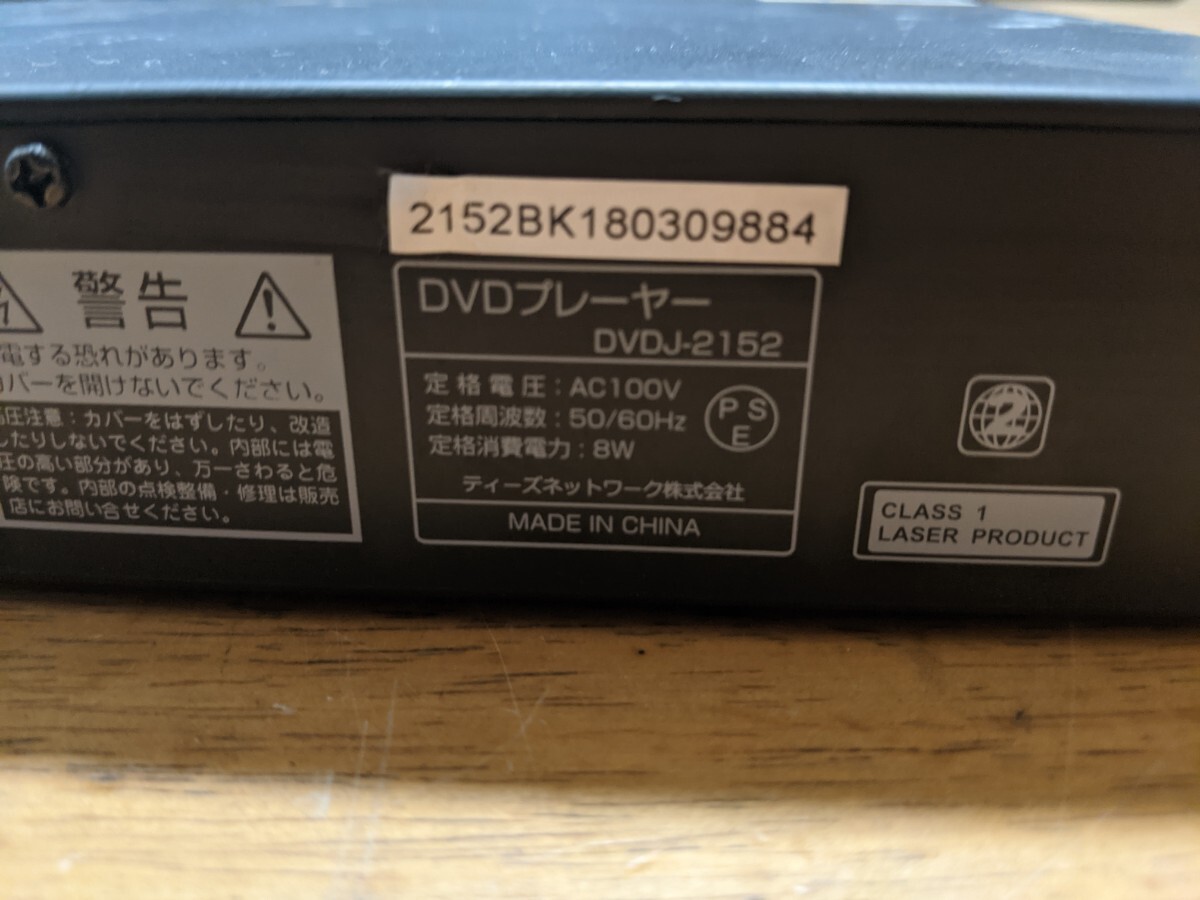 2152BK180309884
警告
電する恐れがあります。
バーを開けないでください。
圧注意：カバーをはずしたり、改造
したりしないでください。内部には電
圧の高い部分があり、万一さわると危
険です。内部の点検整備・修理は販売
店にお問い合せください。
DVDプレーヤー
DVDJ-2152
定格電圧：AC100V
定格周波数：50/60Hz
定格消費電力：8W
PSE
ティーズネットワーク株式会社
MADE IN CHINA
2
CLASS 1
LASER PRODUCT